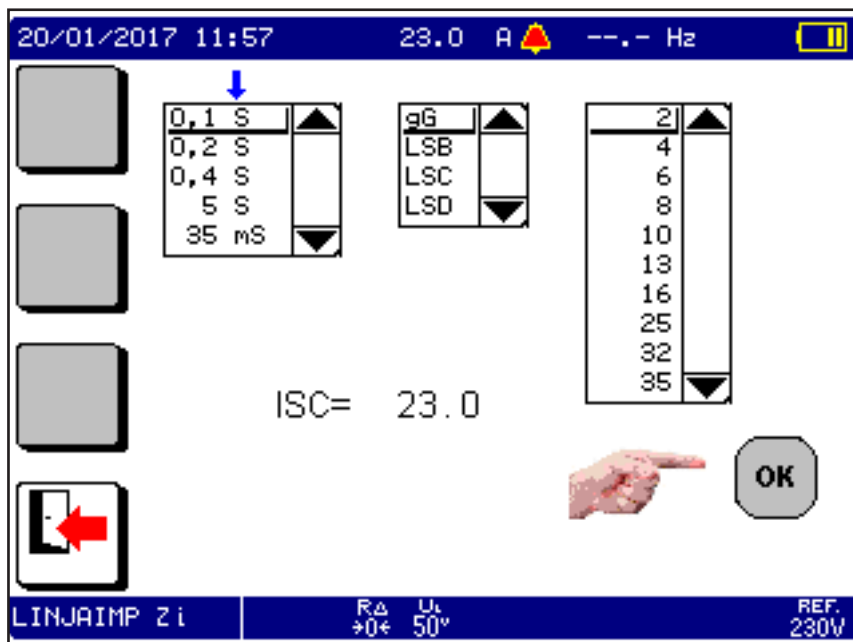 20/01/2017 11:57 23.0 A --.- Hz
0,1 S
0,2 S
0,4 S
5 S
35 mS
gG
LSB
LSC
LSD
2
4
6
8
10
13
16
25
32
35
ISC= 23.0
OK
LINJAIMP Zi
RΔ
→0←
UL
50V
REF.
230V